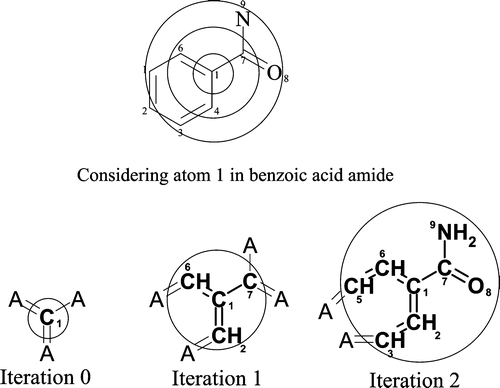 9
N
6
7
O
8
1
1
2
4
3
Considering atom 1 in benzoic acid amide
A
9
NH2
6
6
A
CH
C
A
CH
C
7
7
A
A
1
A
CH
1
O
8
C
1
5
A
2
A
CH
A
CH
2
A
CH
3
Iteration 0
Iteration 1
Iteration 2